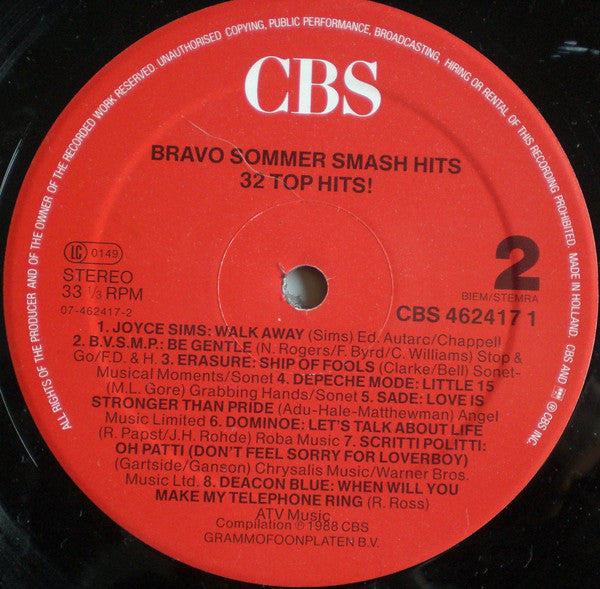 ALL RIGHTS OF THE PRODUCER AND OF THE OWNER OF THE RECORDED WORK RESERVED. UNAUTHORISED COPYING, PUBLIC PERFORMANCE, BROADCASTING, HIRING OR RENTAL OF THIS RECORDING PROHIBITED. MADE IN HOLLAND. CBS AND ARE ® CBS INC.
CBS
BRAVO SOMMER SMASH HITS
32 TOP HITS!
LC 0149
STEREO
33 ⅓ RPM
07-462417-2
2
BIEM/STEMRA
CBS 462417 1
1. JOYCE SIMS: WALK AWAY (Sims) Ed. Autarc/Chappell
2. B.V.S.M.P.: BE GENTLE (N. Rogers/F. Byrd/C. Williams) Stop &
Go/F.D. & H. 3. ERASURE: SHIP OF FOOLS (Clarke/Bell) Sonet-
Musical Moments/Sonet 4. DEPECHE MODE: LITTLE 15
(M.L. Gore) Grabbing Hands/Sonet 5. SADE: LOVE IS
STRONGER THAN PRIDE (Adu-Hale-Matthewman) Angel
Music Limited 6. DOMINOE: LET'S TALK ABOUT LIFE
(R. Papst/J.H. Rohde) Roba Music 7. SCRITTI POLITTI:
OH PATTI (DON'T FEEL SORRY FOR LOVERBOY)
(Gartside/Ganson) Chrysalis Music/Warner Bros.
Music Ltd. 8. DEACON BLUE: WHEN WILL YOU
MAKE MY TELEPHONE RING (R. Ross)
ATV Music
Compilation ℗ 1988 CBS
GRAMMOFOONPLATEN B.V.